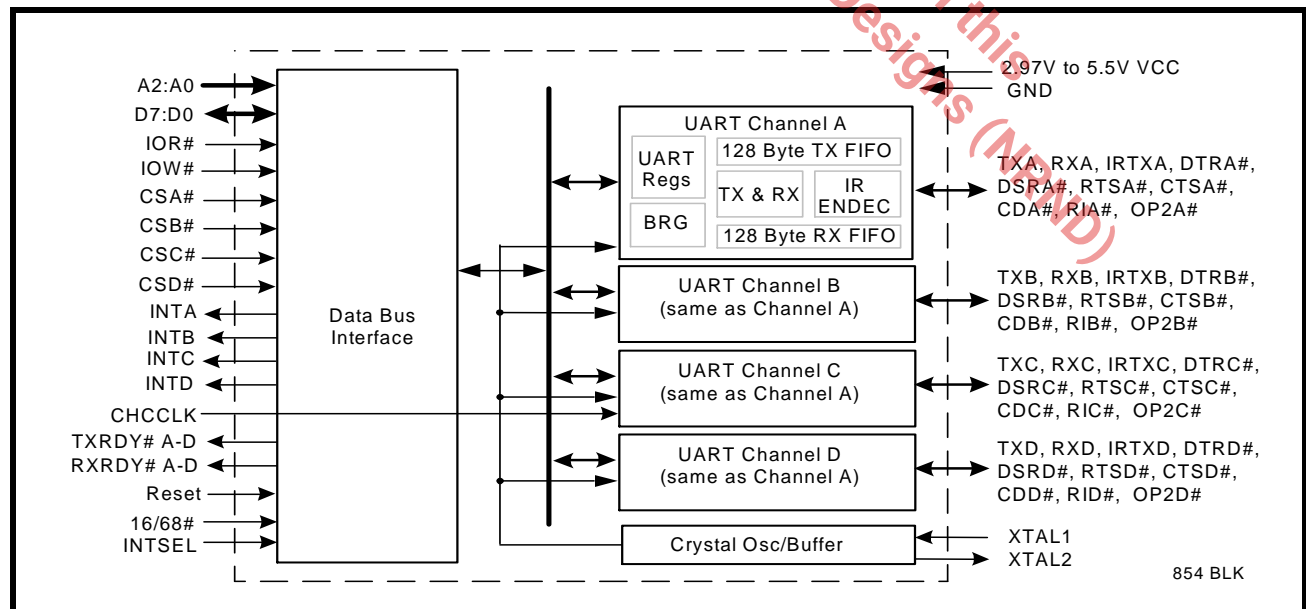 n this
Designs (NRND)
A2:A0
D7:D0
IOR#
IOW#
CSA#
CSB#
CSC#
CSD#
INTA
INTB
INTC
INTD
CHCCLK
TXRDY# A-D
RXRDY# A-D
Reset
16/68#
INTSEL
Data Bus
Interface
UART Channel A
UART
Regs
BRG
128 Byte TX FIFO
TX & RX
IR
ENDEC
128 Byte RX FIFO
UART Channel B
(same as Channel A)
UART Channel C
(same as Channel A)
UART Channel D
(same as Channel A)
Crystal Osc/Buffer
2.97V to 5.5V VCC
GND
TXA, RXA, IRTXA, DTRA#,
DSRA#, RTSA#, CTSA#,
CDA#, RIA#, OP2A#
TXB, RXB, IRTXB, DTRB#,
DSRB#, RTSB#, CTSB#,
CDB#, RIB#, OP2B#
TXC, RXC, IRTXC, DTRC#,
DSRC#, RTSC#, CTSC#,
CDC#, RIC#, OP2C#
TXD, RXD, IRTXD, DTRD#,
DSRD#, RTSD#, CTSD#,
CDD#, RID#, OP2D#
XTAL1
XTAL2
854 BLK